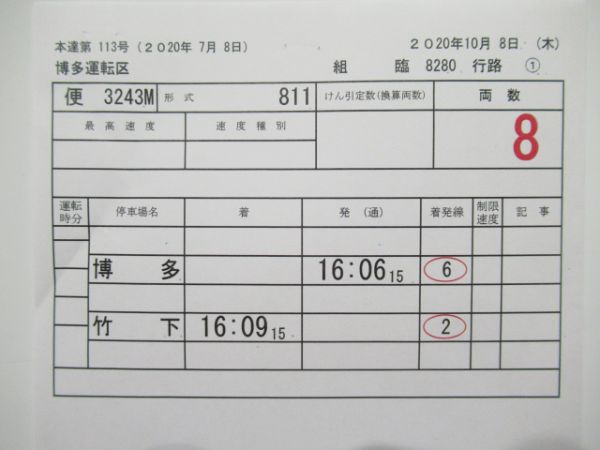 本達第 113号（２０20年 7月 8日） ２０20年10月 8日 （木）
博多運転区 組 臨 8280 行路 ①
便 3243M 形 式 811 けん引定数(換算両数) 両 数
最 高 速 度 速 度 種 別 8
運転時分 停車場名 着 発 （通） 着発線 制限速度 記 事
博 多 16:06 15 6
竹 下 16:09 15 2